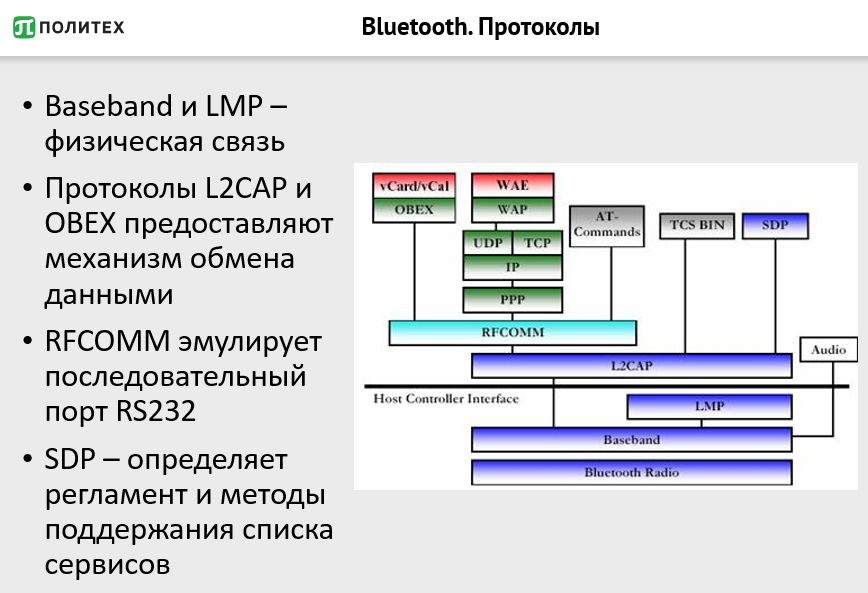 ПОЛИТЕХ
Bluetooth. Протоколы
• Baseband и LMP –
физическая связь
• Протоколы L2CAP и
OBEX предоставляют
механизм обмена
данными
• RFCOMM эмулирует
последовательный
порт RS232
• SDP – определяет
регламент и методы
поддержания списка
сервисов
vCard/vCal
WAE
OBEX
WAP
AT-
Commands
TCS BIN
SDP
UDP
TCP
IP
PPP
RFCOMM
Audio
L2CAP
Host Controller Interface
LMP
Baseband
Bluetooth Radio